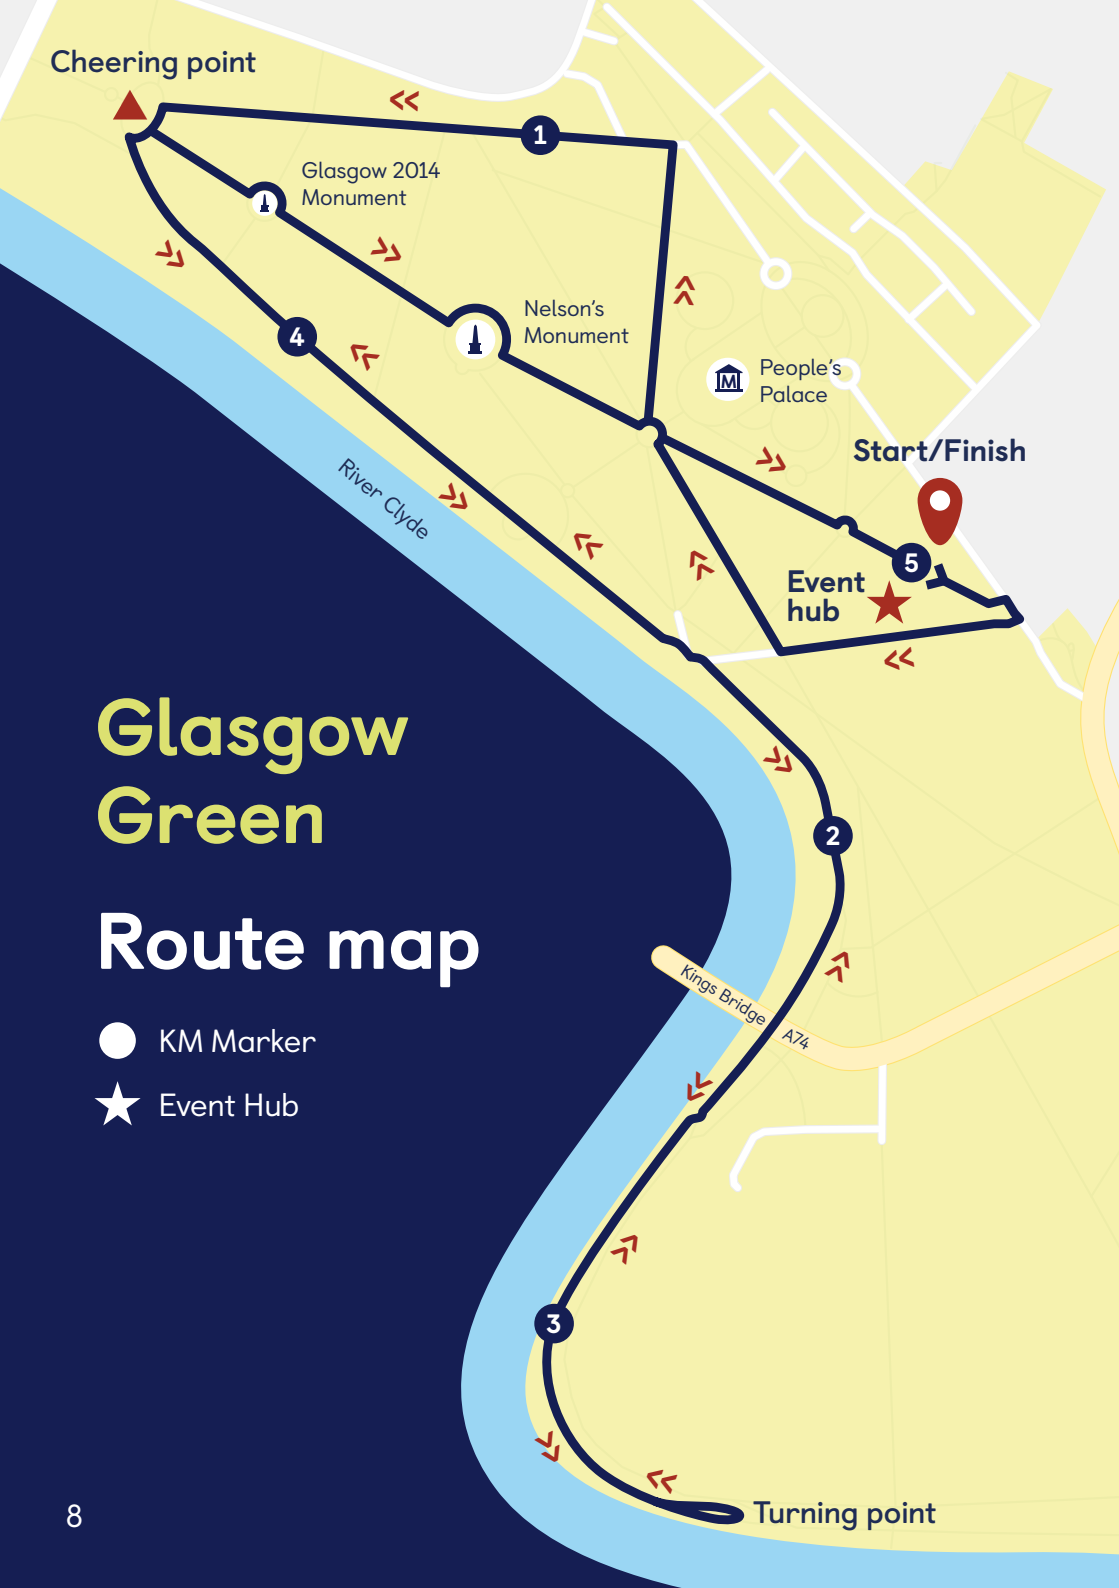 Cheering point
1
Glasgow 2014
Monument
Nelson's
Monument
4
People's
Palace
M
Start/Finish
River Clyde
5
Event
hub
Glasgow
Green
Route map
KM Marker
Event Hub
2
Kings Bridge
A74
3
Turning point
8